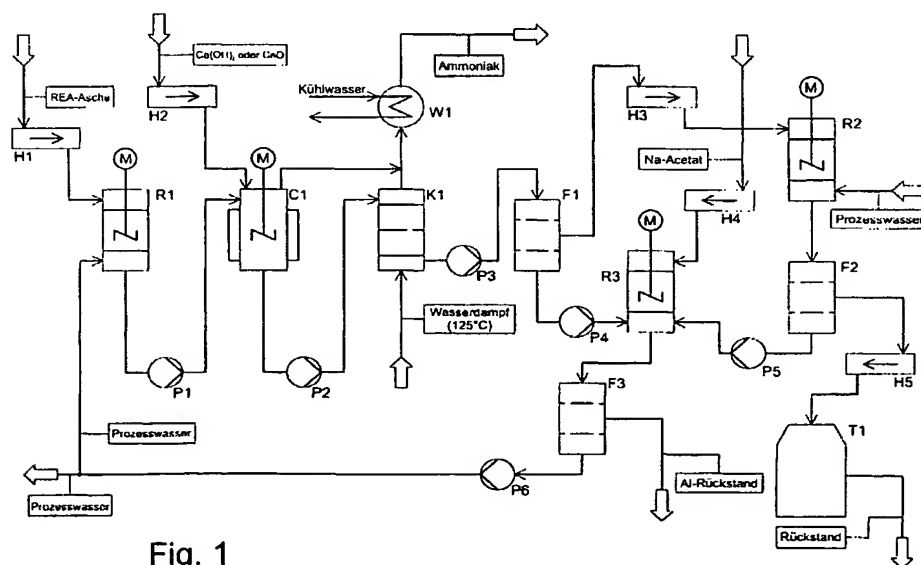 Ca(OH)₂ oder CaO
Ammoniak
REA-Asche
H2
Kühlwasser
W1
H3
M
R2
H1
M
R1
M
C1
K1
F1
Na-Acetat
H4
Prozesswasser
M
R3
P3
F2
Wasserdampf
(125°C)
P4
P5
H5
P1
P2
F3
T1
Prozesswasser
P6
Al-Rückstand
Prozesswasser
Rückstand
Fig. 1